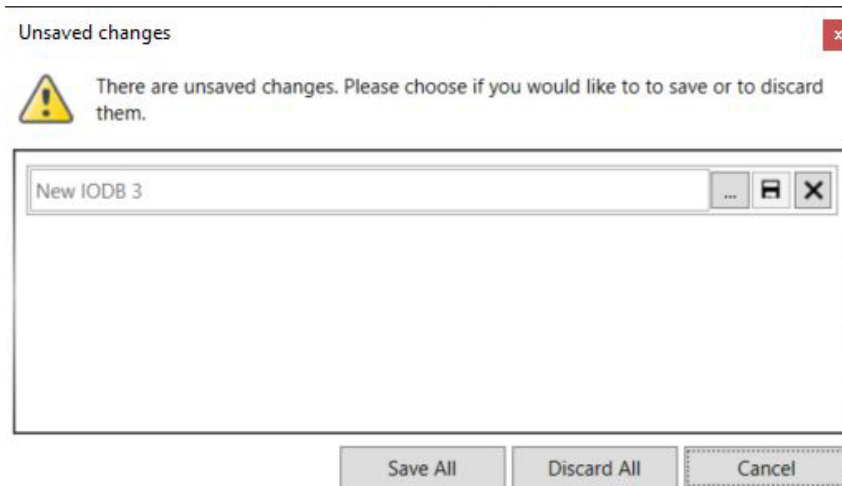 Unsaved changes
x
There are unsaved changes. Please choose if you would like to to save or to discard
them.
New IODB 3
...
Save All
Discard All
Cancel